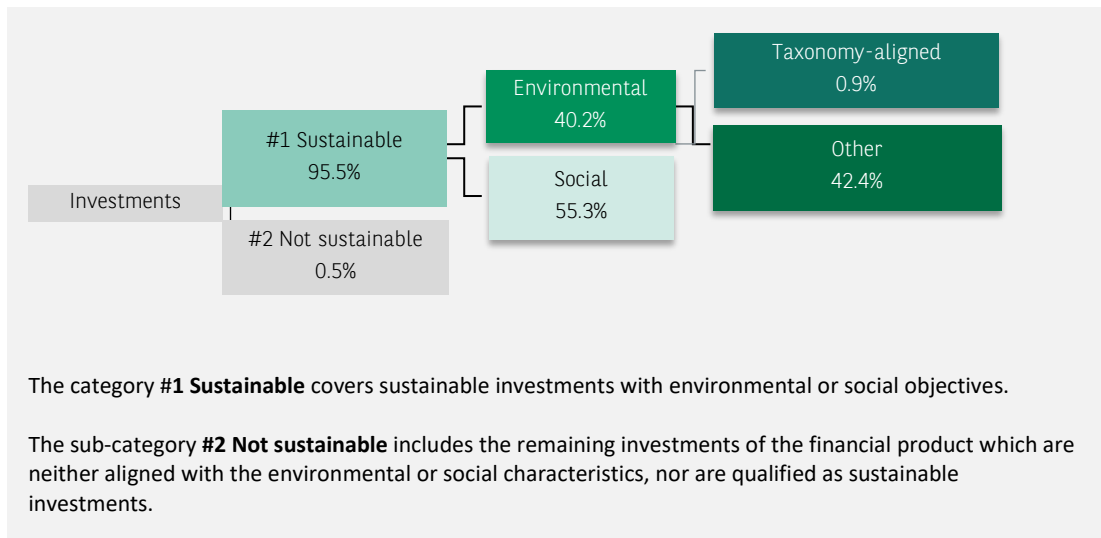 Taxonomy-aligned
0.9%
Environmental
40.2%
#1 Sustainable
95.5%
Other
42.4%
Social
55.3%
Investments
#2 Not sustainable
0.5%
The category #1 Sustainable covers sustainable investments with environmental or social objectives.
The sub-category #2 Not sustainable includes the remaining investments of the financial product which are
neither aligned with the environmental or social characteristics, nor are qualified as sustainable
investments.